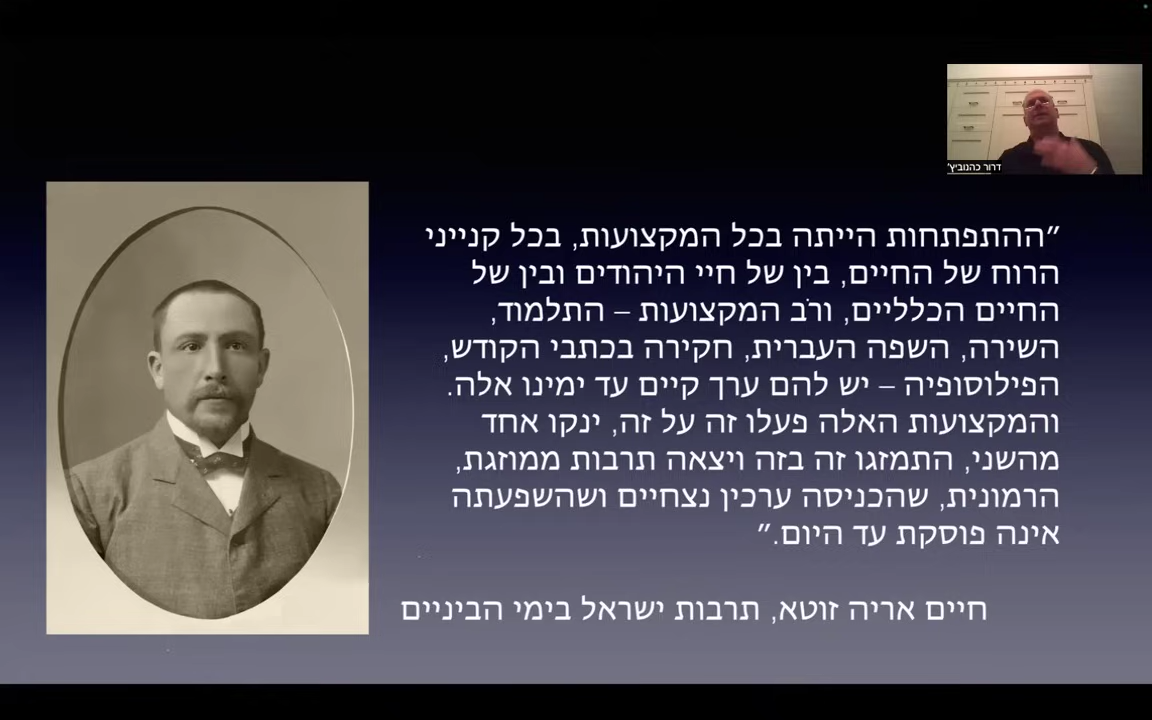 דרור כהנוביץ'
"ההתפתחות הייתה בכל המקצועות, בכל קנייני
הרוח של החיים, בין של חיי היהודים ובין של
החיים הכלליים, ורֹב המקצועות – התלמוד,
השירה, השפה העברית, חקירה בכתבי הקודש,
הפילוסופיה – יש להם ערך קיים עד ימינו אלה.
והמקצועות האלה פעלו זה על זה, ינקו אחד
מהשני, התמזגו זה בזה ויצאה תרבות ממוזגת,
הרמונית, שהכניסה ערכין נצחיים ושהשפעתה
אינה פוסקת עד היום."
חיים אריה זוטא, תרבות ישראל בימי הביניים